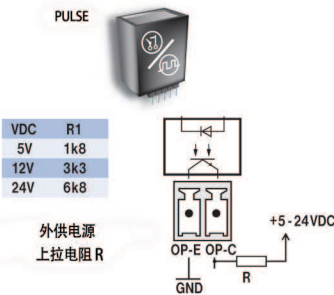 PULSE
VDC R1
5V 1k8
12V 3k3
24V 6k8
外供电源
上拉电阻 R
+5-24VDC
OP-E OP-C
R
GND